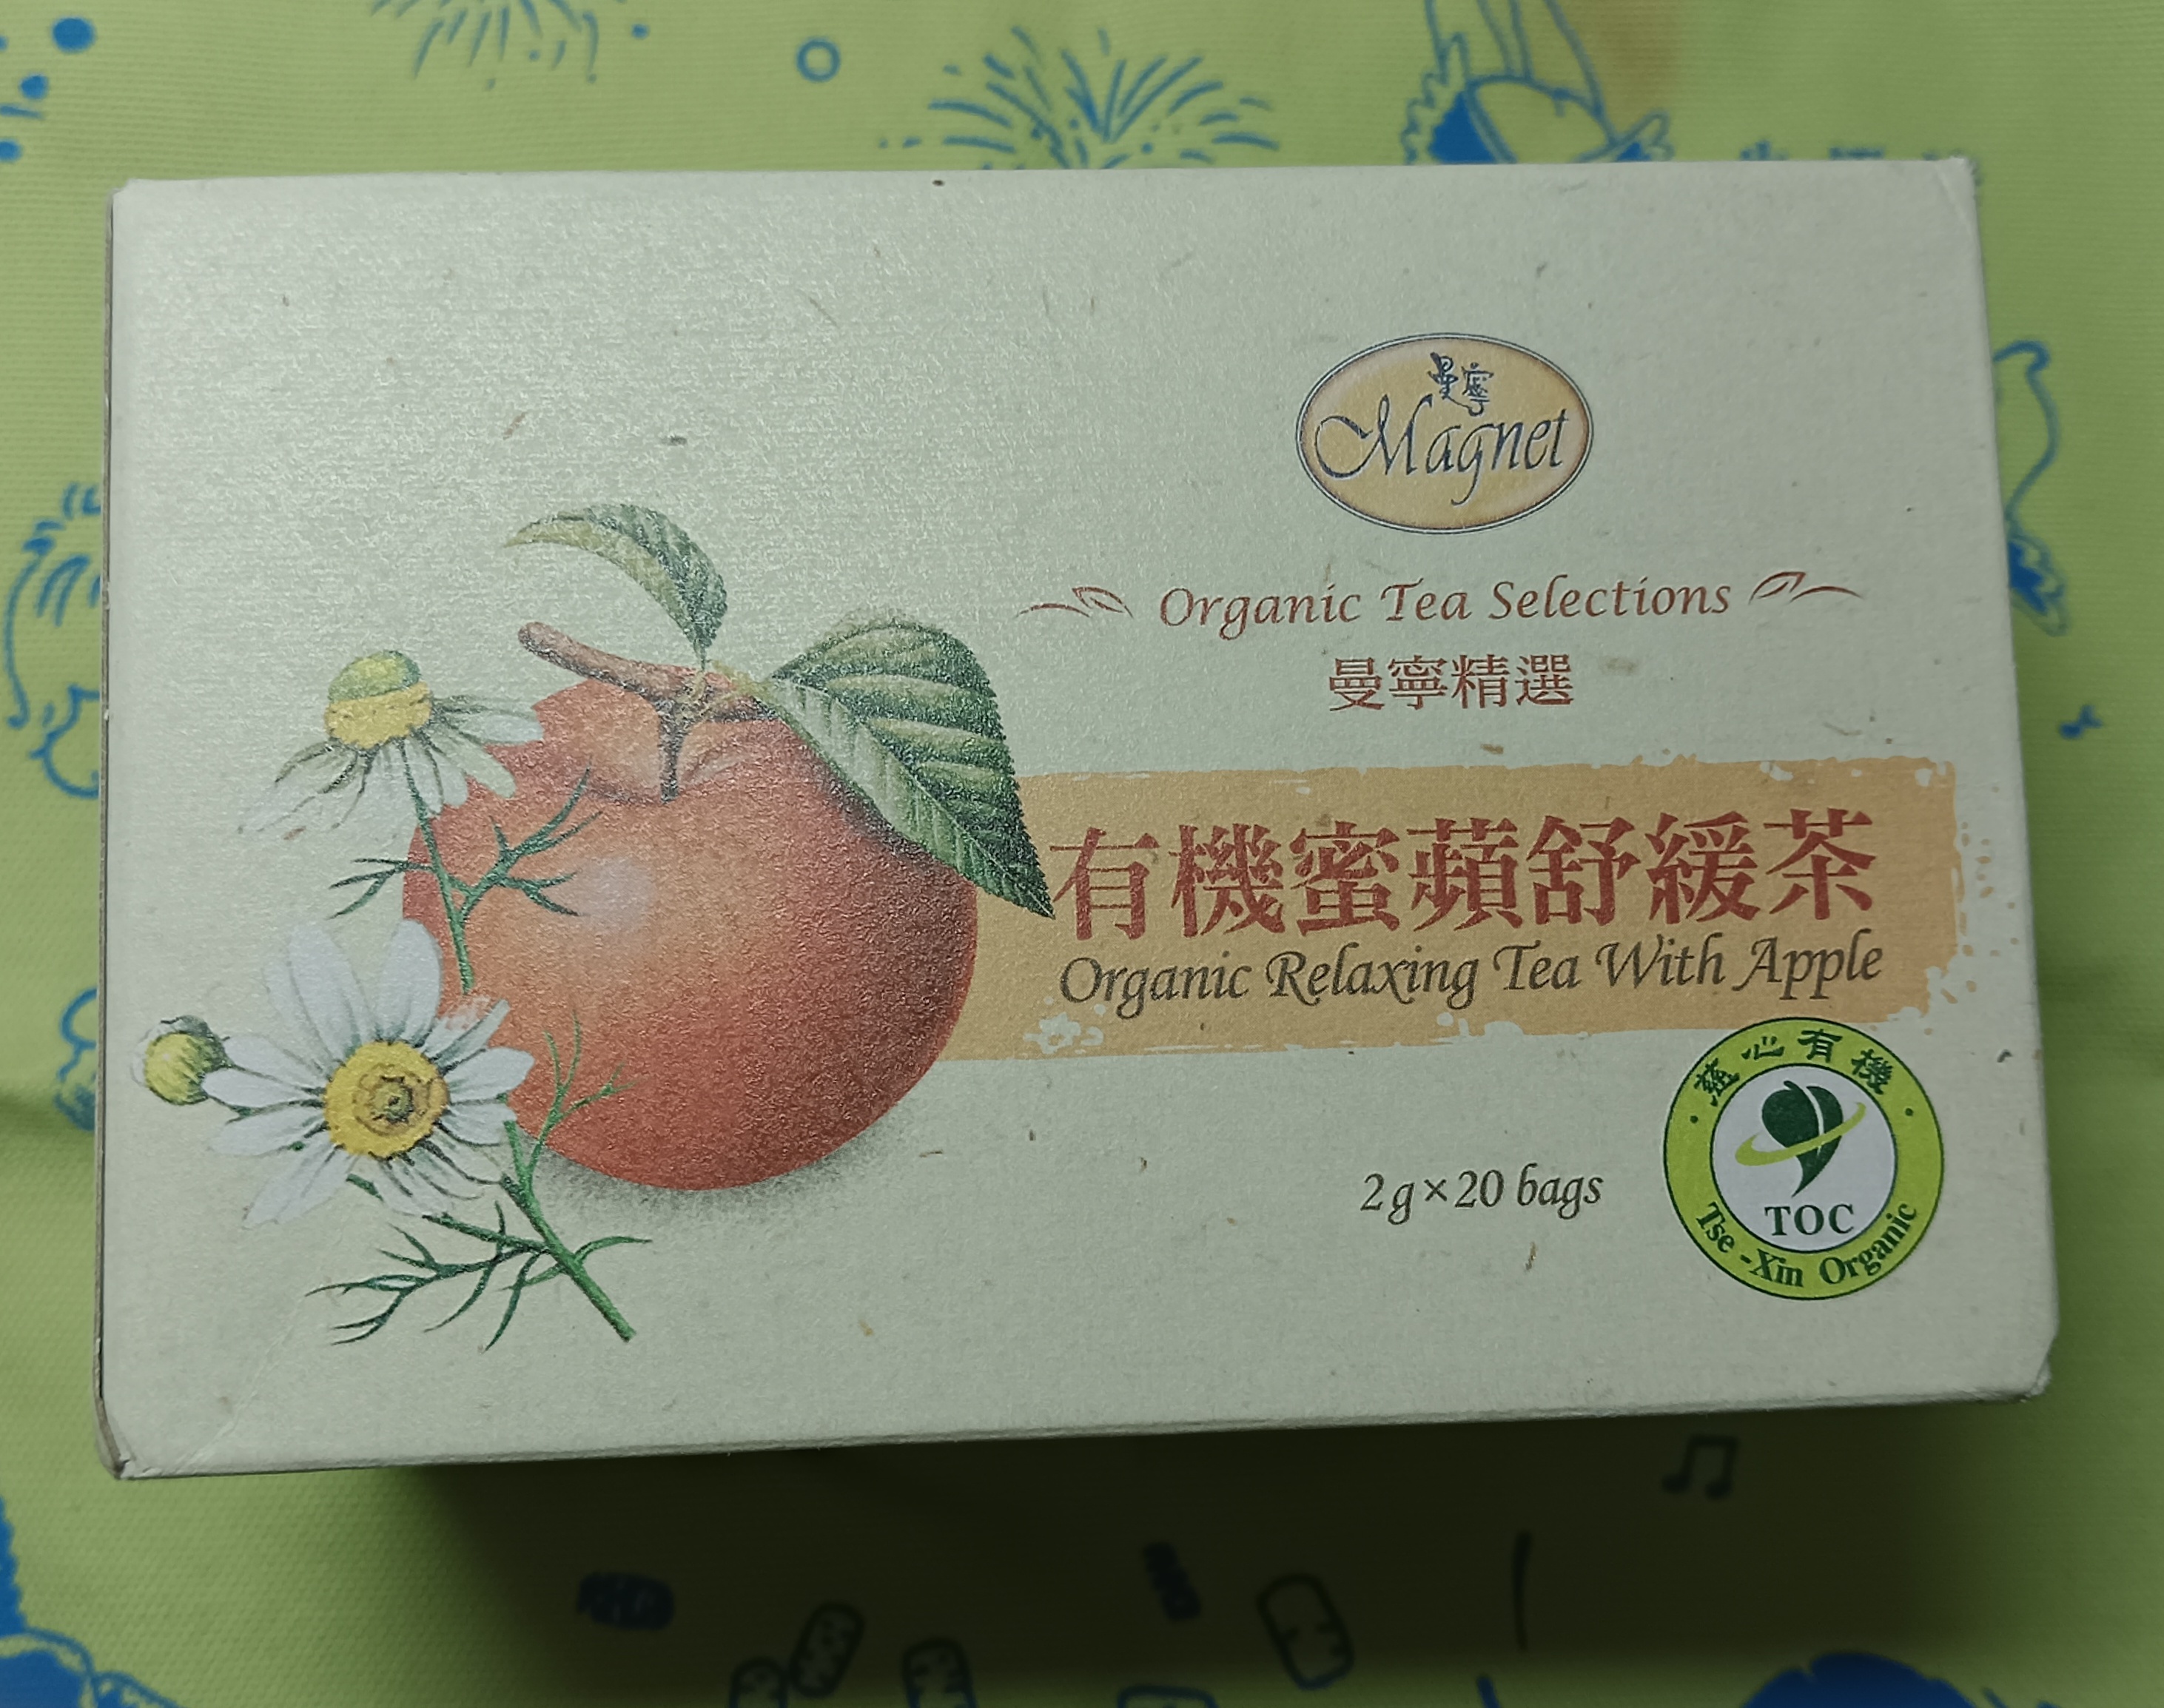 曼寧
Magnet
Organic Tea Selections
曼寧精選
有機蜜蘋舒緩茶
Organic Relaxing Tea With Apple
2g×20 bags
慈心有機
TOC
Tse-Xin Organic